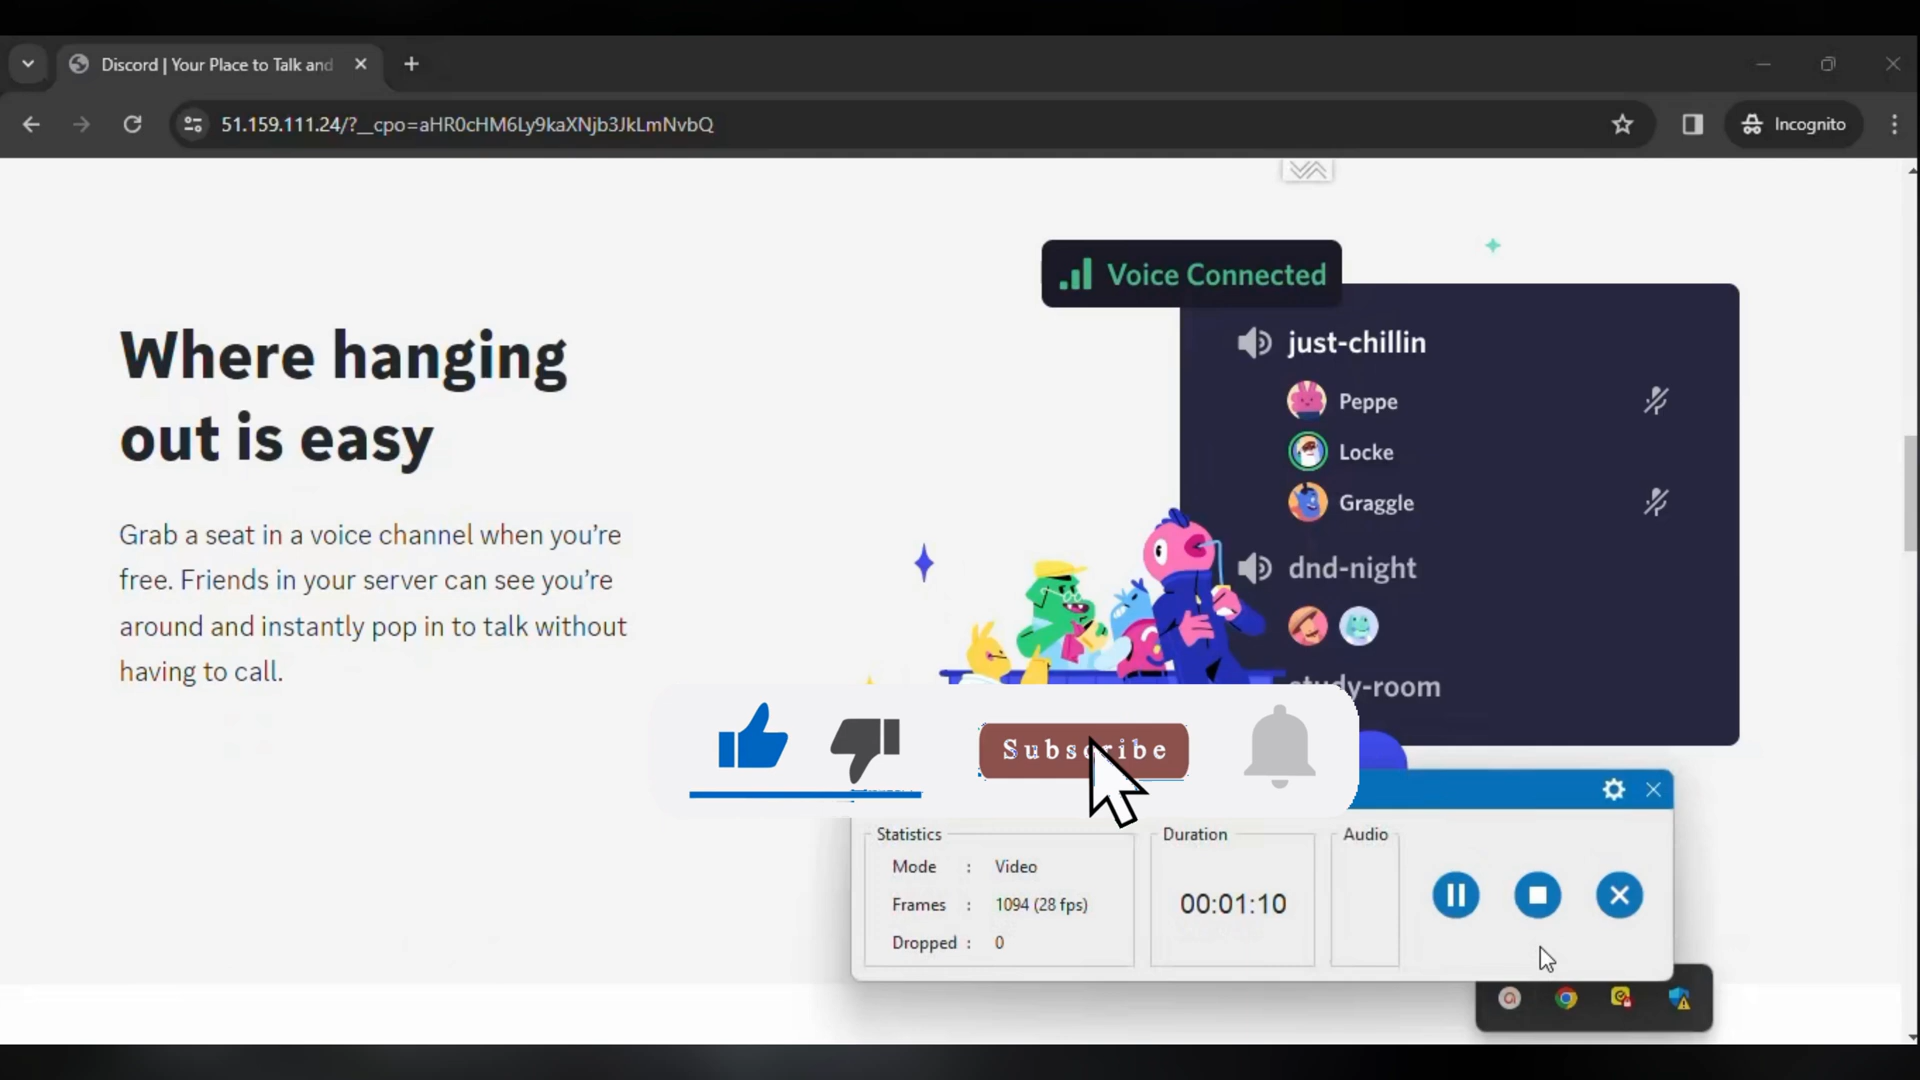 Discord | Your Place to Talk and
51.159.111.24/?__cpo=aHR0cHM6Ly9kaXNjb3JkLmNvbQ
Incognito
Voice Connected
just-chillin
Peppe
Locke
Graggle
dnd-night
study-room
Where hanging
out is easy
Grab a seat in a voice channel when you’re
free. Friends in your server can see you’re
around and instantly pop in to talk without
having to call.
Subscribe
Statistics
Mode : Video
Frames : 1094 (28 fps)
Dropped : 0
Duration
00:01:10
Audio